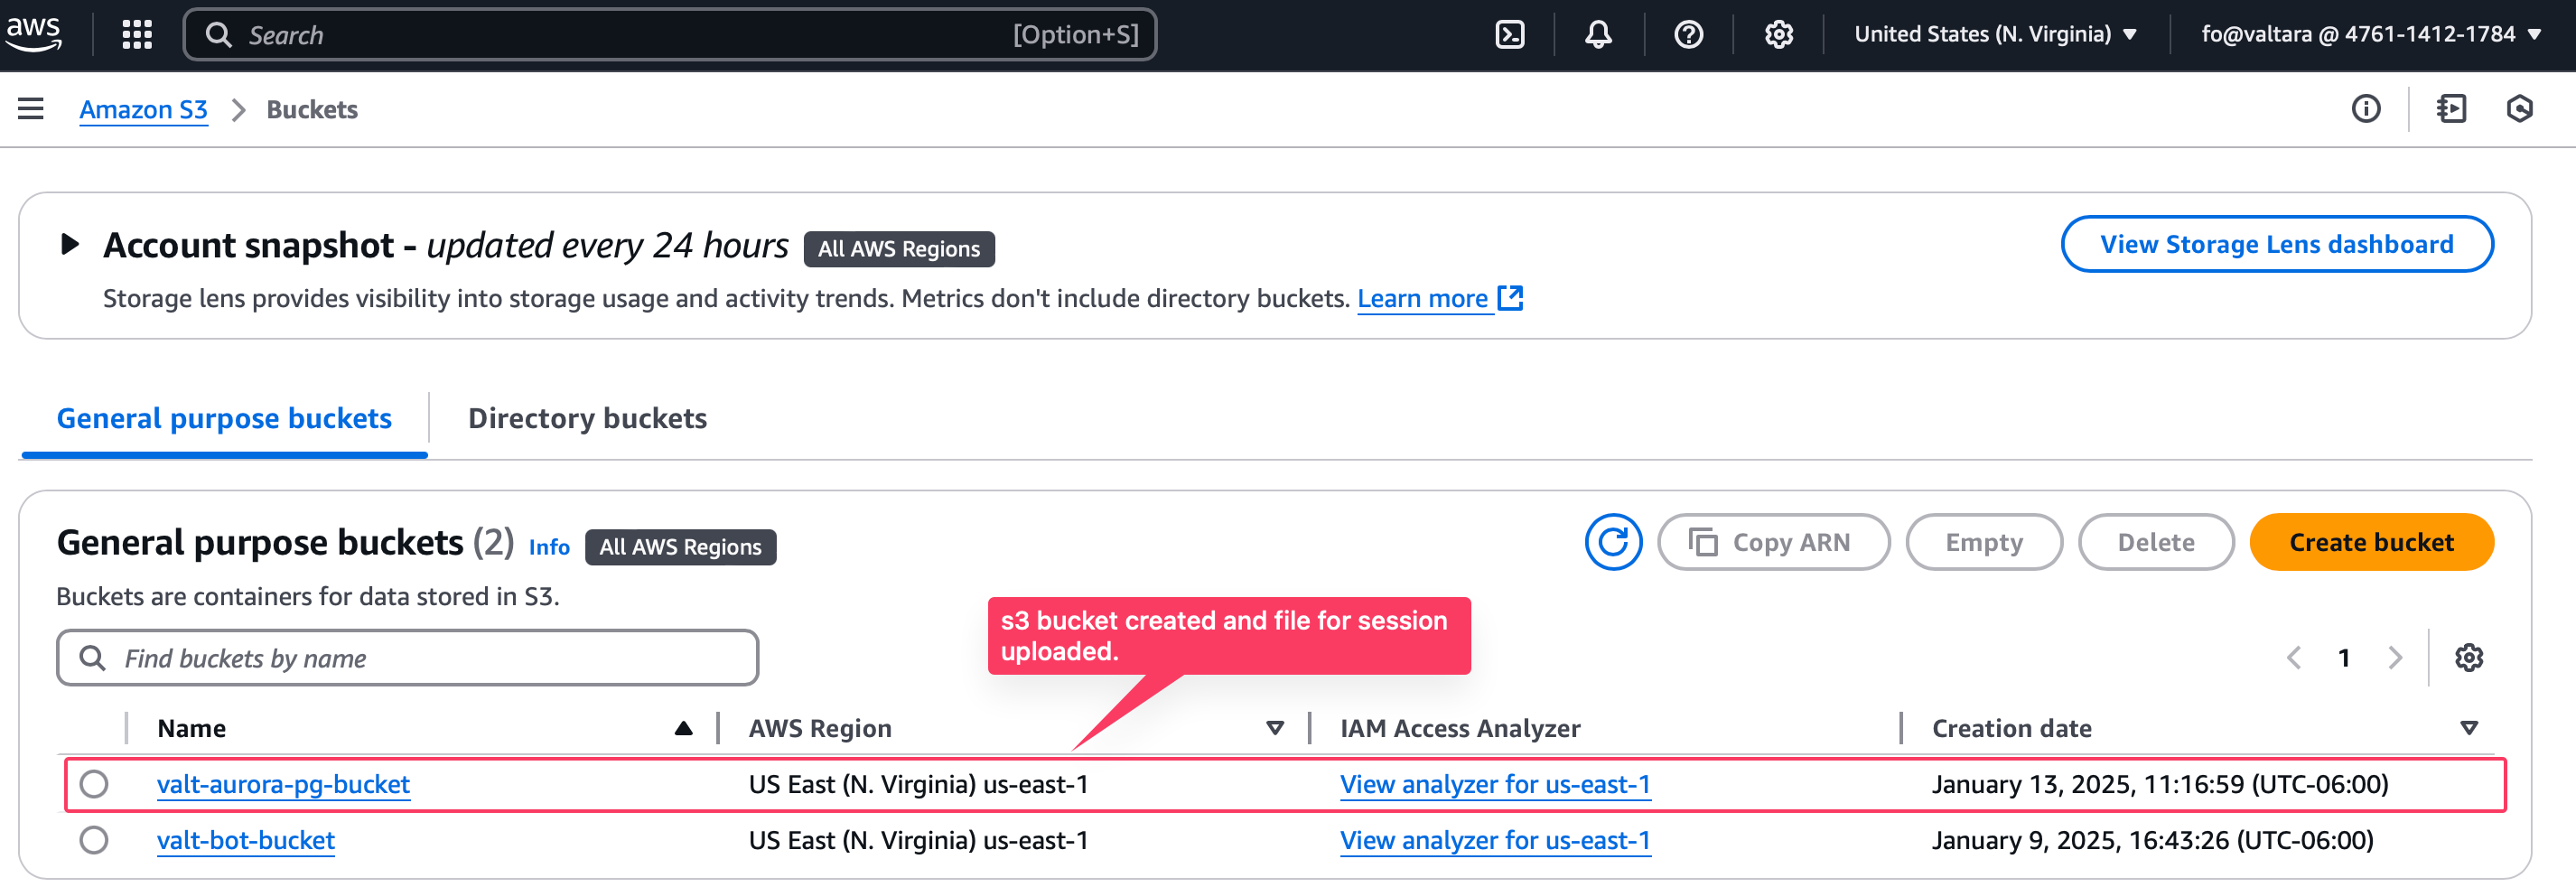 aws
Search [Option+S] United States (N. Virginia) fo@valtara @ 4761-1412-1784
Amazon S3 Buckets
Account snapshot - updated every 24 hours All AWS Regions View Storage Lens dashboard
Storage lens provides visibility into storage usage and activity trends. Metrics don't include directory buckets. Learn more
General purpose buckets Directory buckets
General purpose buckets (2) Info All AWS Regions Copy ARN Empty Delete Create bucket
Buckets are containers for data stored in S3.
s3 bucket created and file for session
uploaded.
Find buckets by name 1
Name AWS Region IAM Access Analyzer Creation date
valt-aurora-pg-bucket US East (N. Virginia) us-east-1 View analyzer for us-east-1 January 13, 2025, 11:16:59 (UTC-06:00)
valt-bot-bucket US East (N. Virginia) us-east-1 View analyzer for us-east-1 January 9, 2025, 16:43:26 (UTC-06:00)